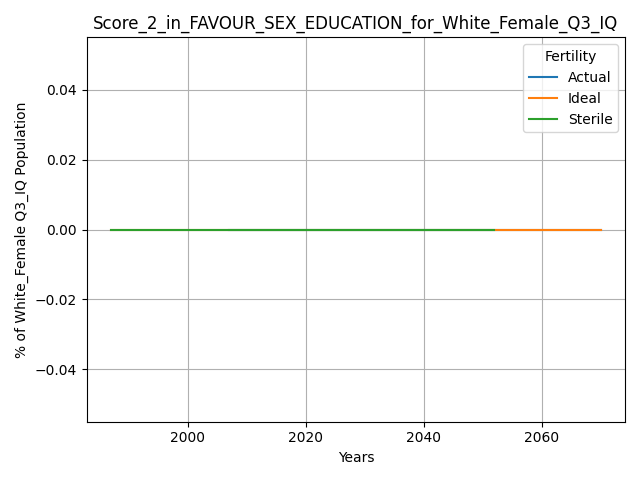 Score_2_in_FAVOUR_SEX_EDUCATION_for_White_Female_Q3_IQ
Fertility
Actual
Ideal
Sterile
% of White_Female Q3_IQ Population
0.04
0.02
0.00
−0.02
−0.04
2000
2020
2040
2060
Years